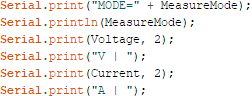 Serial.print("MODE=" + MeasureMode);
Serial.println(MeasureMode);
Serial.print(Voltage, 2);
Serial.print("V | ");
Serial.print(Current, 2);
Serial.print("A | ");